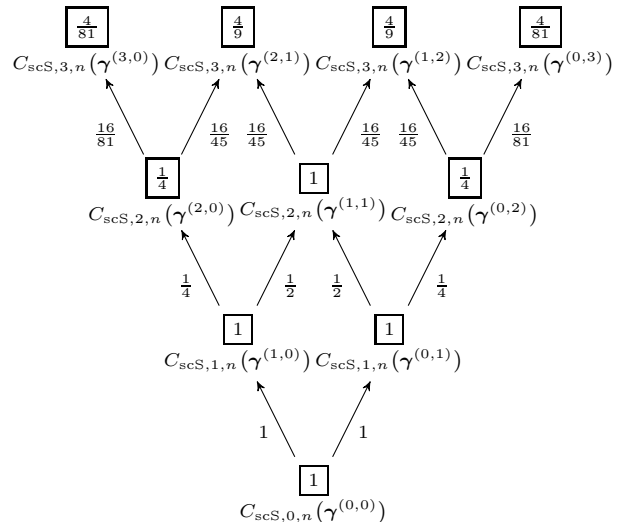 4/81 4/9 4/9 4/81
C_{scS,3,n}(γ^{(3,0)}) C_{scS,3,n}(γ^{(2,1)}) C_{scS,3,n}(γ^{(1,2)}) C_{scS,3,n}(γ^{(0,3)})
16/81 16/45 16/45 16/45 16/45 16/81
1/4 1 1/4
C_{scS,2,n}(γ^{(2,0)}) C_{scS,2,n}(γ^{(1,1)}) C_{scS,2,n}(γ^{(0,2)})
1/4 1/2 1/2 1/4
1 1
C_{scS,1,n}(γ^{(1,0)}) C_{scS,1,n}(γ^{(0,1)})
1 1
1
C_{scS,0,n}(γ^{(0,0)})